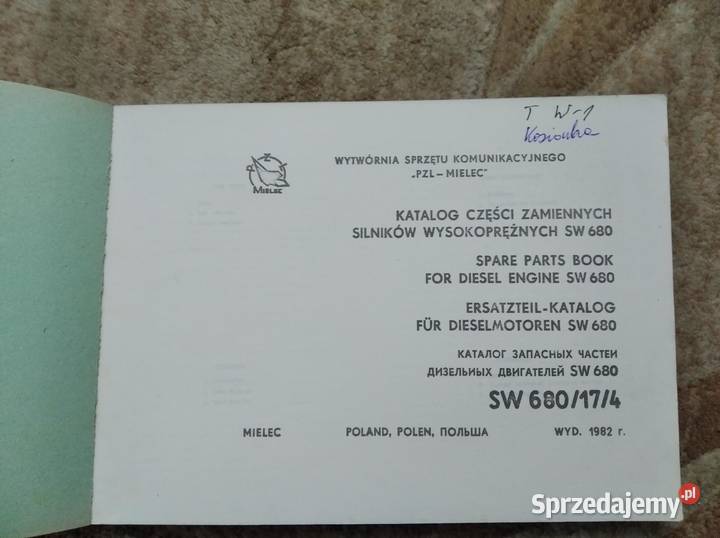 T W-1
WYTWÓRNIA SPRZĘTU KOMUNIKACYJNEGO
„PZL-MIELEC"
PZL
MIELEC
KATALOG CZĘŚCI ZAMIENNYCH
SILNIKÓW WYSOKOPRĘŻNYCH SW 680
SPARE PARTS BOOK
FOR DIESEL ENGINE SW 680
ERSATZTEIL-KATALOG
FÜR DIESELMOTOREN SW 680
КАТАЛОГ ЗАПАСНЫХ ЧАСТЕИ
ДИЗЕЛЬНЫХ ДВИГАТЕЛЕЙ SW 680
SW 680/17/4
MIELEC POLAND, POLEN, ПОЛЬША WYD. 1982 r.
Sprzedajemy.pl